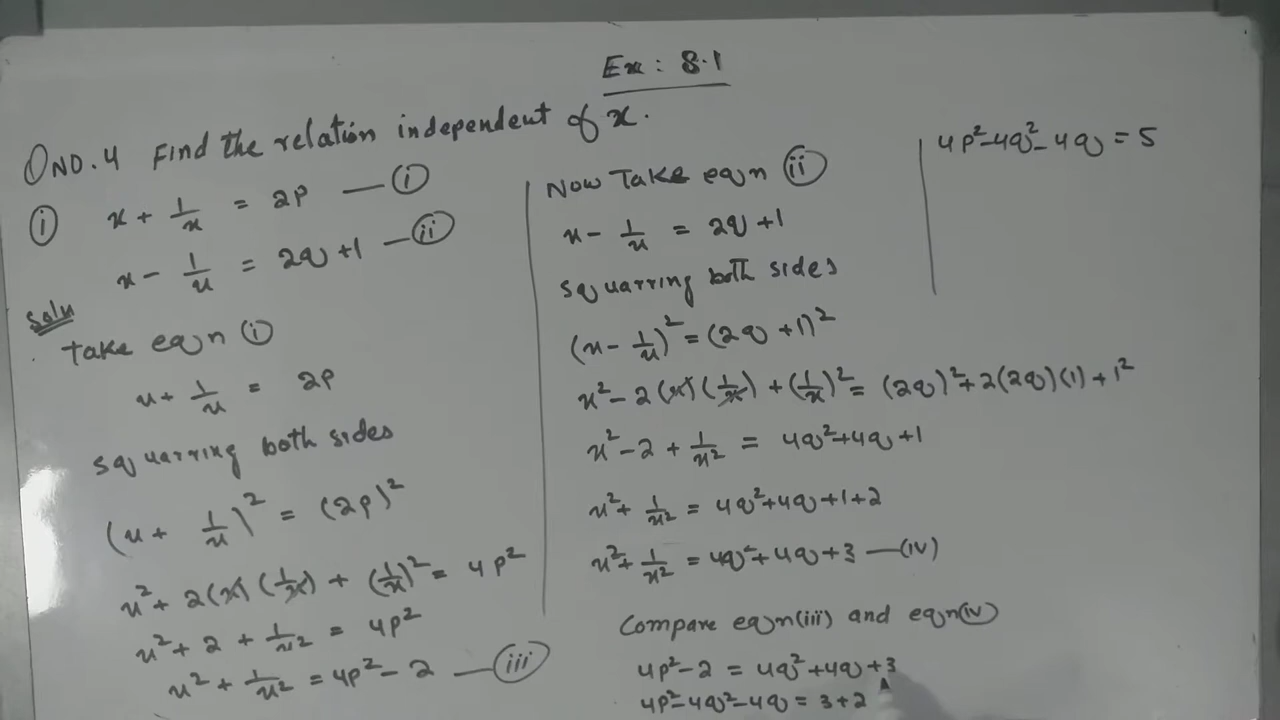 Ex: 8.1
QNO.4 Find the relation independent of x.
(i) x + 1/x = 2p — (i)
x - 1/x = 2q + 1 — (ii)
Soln
Take eqn (i)
x + 1/x = 2p
squarring both sides
(x + 1/x)² = (2p)²
x² + 2(x)(1/x) + (1/x)² = 4p²
x² + 2 + 1/x² = 4p²
x² + 1/x² = 4p² - 2 — (iii)
Now Take eqn (ii)
x - 1/x = 2q + 1
squarring both sides
(x - 1/x)² = (2q + 1)²
x² - 2(x)(1/x) + (1/x)² = (2q)² + 2(2q)(1) + 1²
x² - 2 + 1/x² = 4q² + 4q + 1
x² + 1/x² = 4q² + 4q + 1 + 2
x² + 1/x² = 4q² + 4q + 3 — (iv)
Compare eqn(iii) and eqn(iv)
4p² - 2 = 4q² + 4q + 3
4p² - 4q² - 4q = 3 + 2
4p² - 4q² - 4q = 5